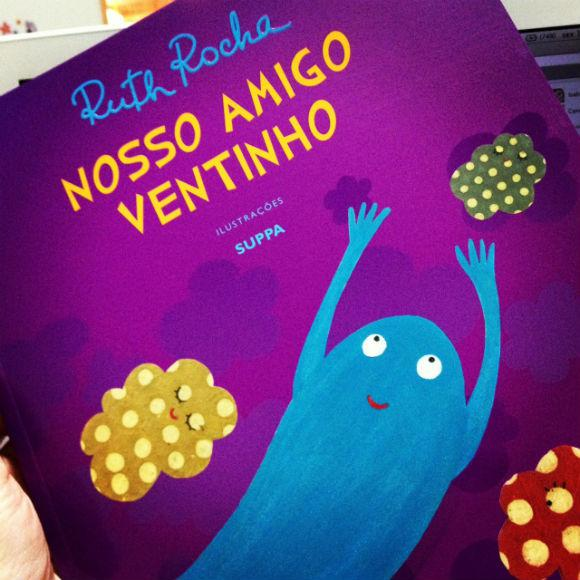 Ruth Rocha
NOSSO AMIGO
VENTINHO
ILUSTRAÇÕES
SUPPA